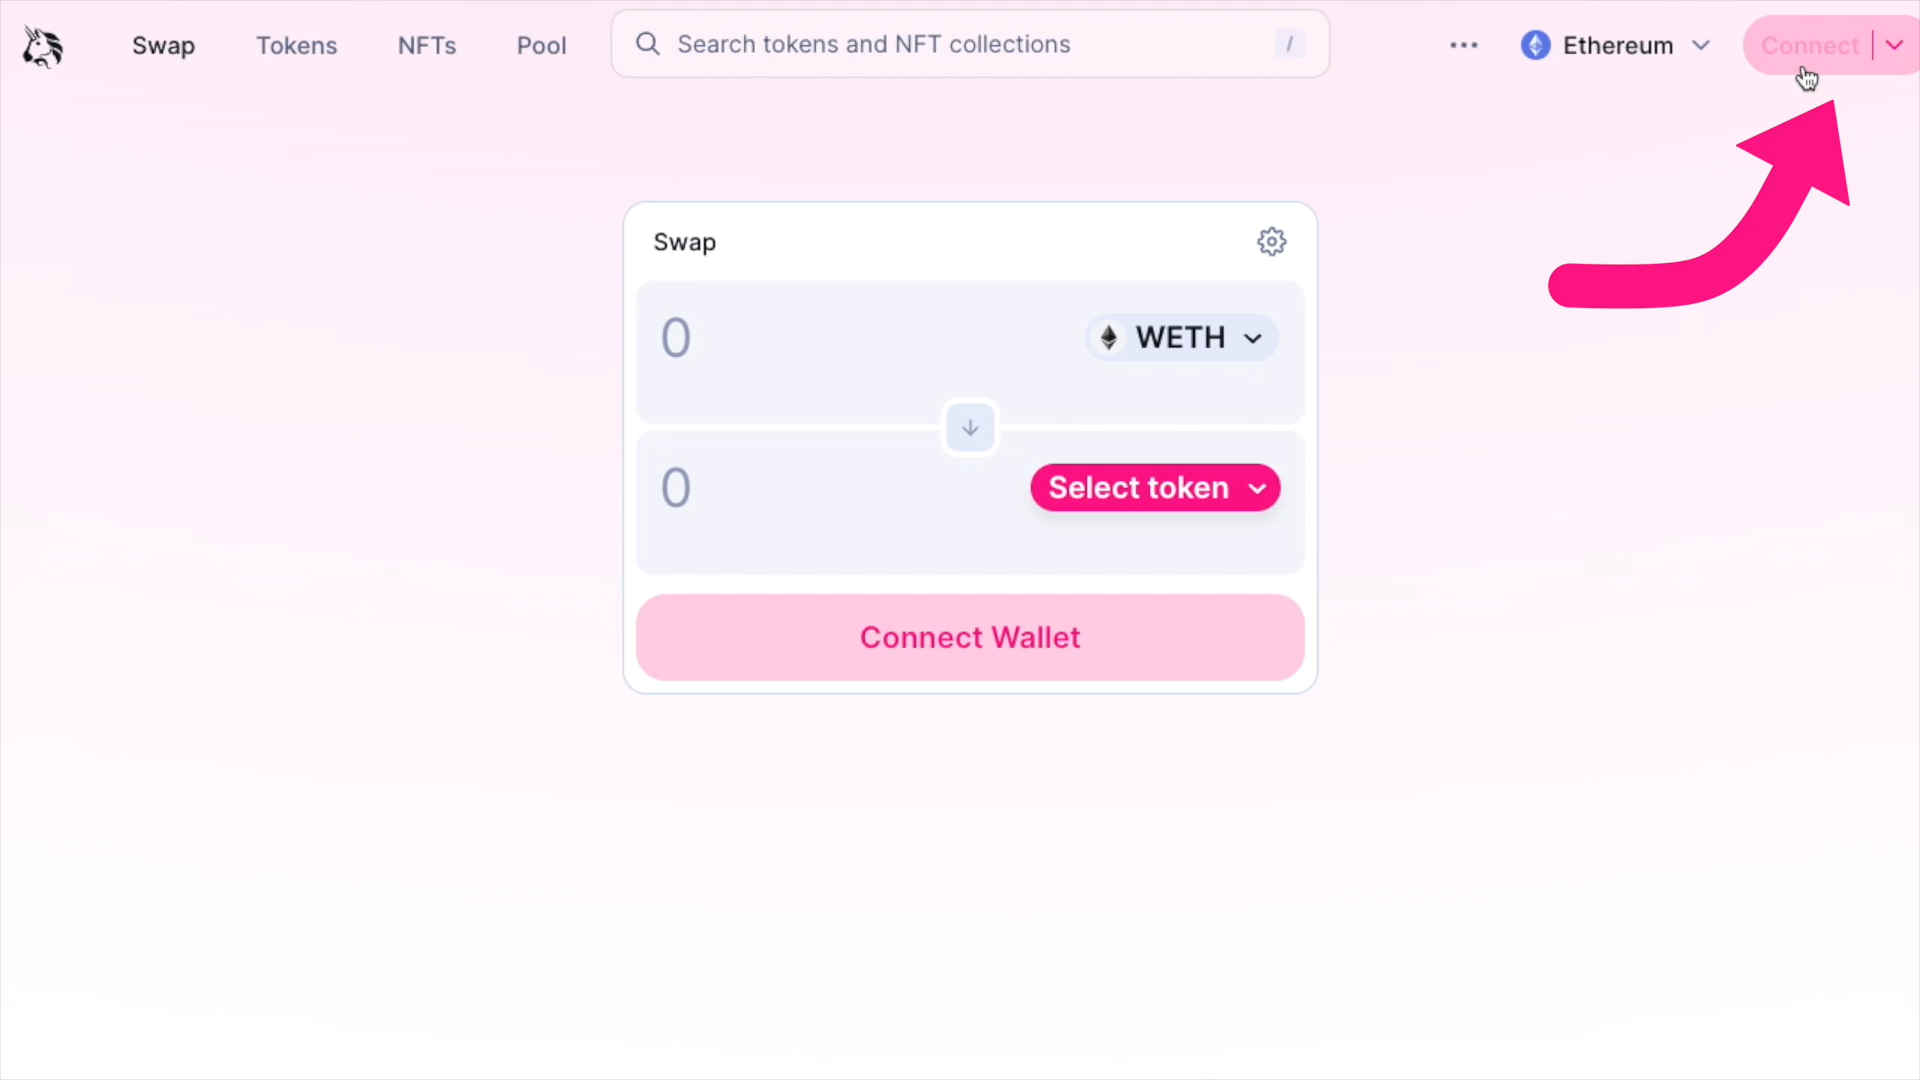 Swap
Tokens
NFTs
Pool
Search tokens and NFT collections
/
Ethereum
Connect
Swap
0
WETH
0
Select token
Connect Wallet